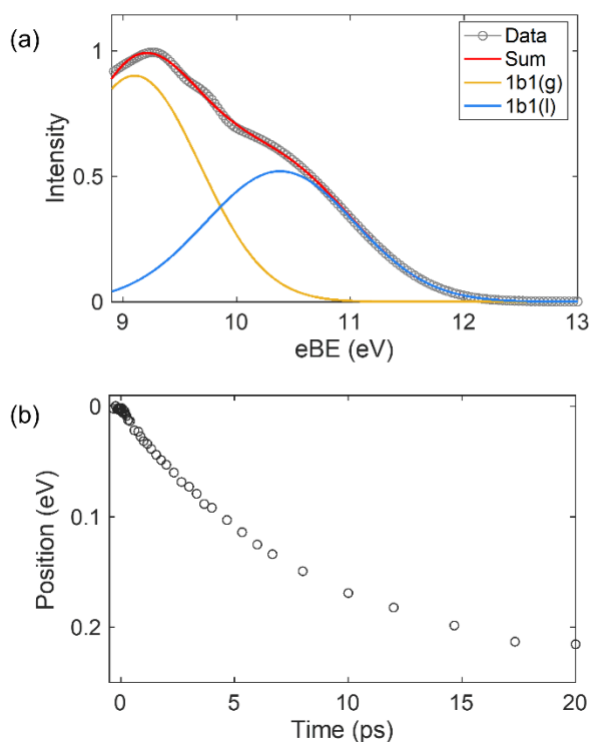 (a)
1
0.5
0
Intensity
Data
Sum
1b1(g)
1b1(l)
9 10 11 12 13
eBE (eV)
(b)
0
0.1
0.2
Position (eV)
0 5 10 15 20
Time (ps)